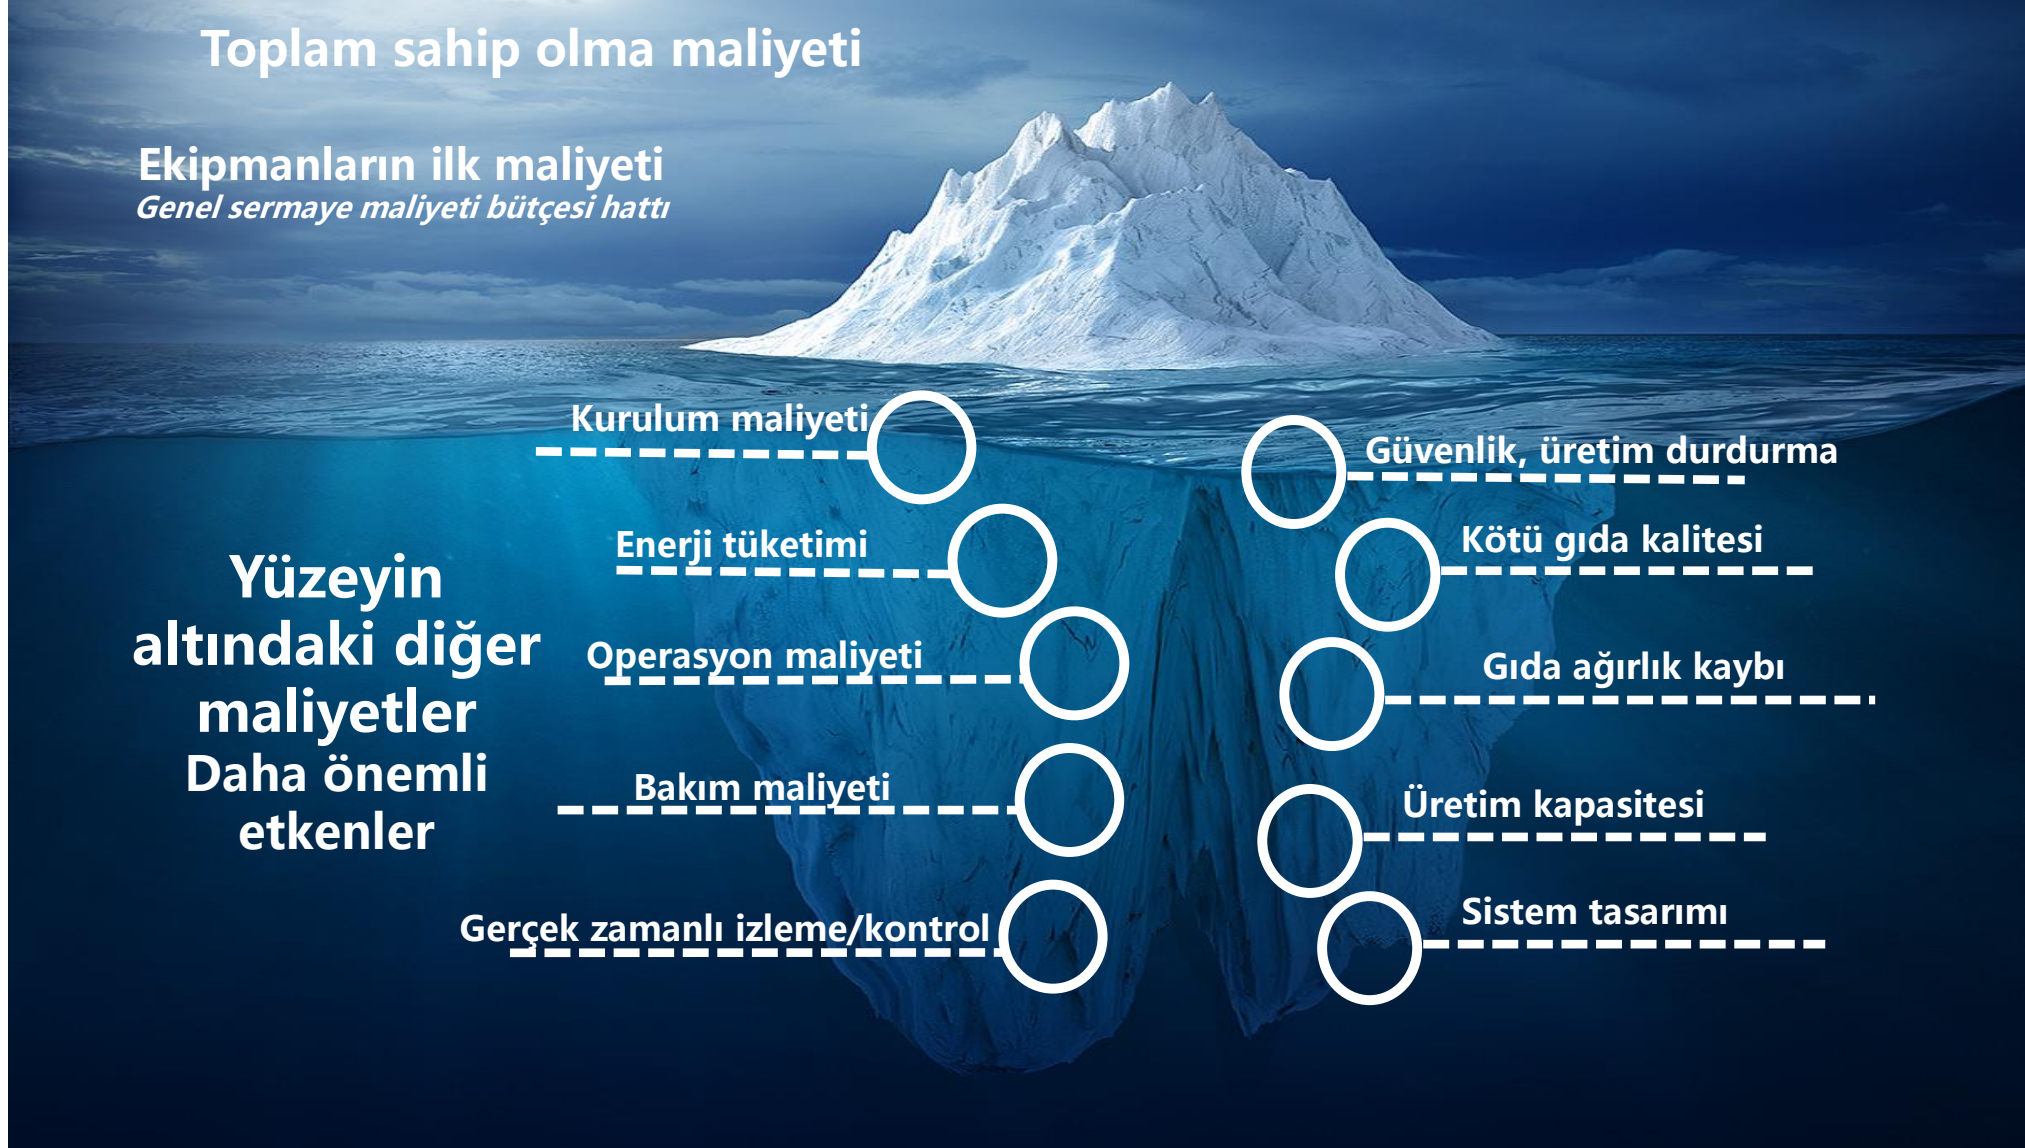 Toplam sahip olma maliyeti
Ekipmanların ilk maliyeti
Genel sermaye maliyeti bütçesi hattı
Kurulum maliyeti
Güvenlik, üretim durdurma
Enerji tüketimi
Kötü gıda kalitesi
Yüzeyin
altındaki diğer
maliyetler
Daha önemli
etkenler
Operasyon maliyeti
Gıda ağırlık kaybı
Bakım maliyeti
Üretim kapasitesi
Gerçek zamanlı izleme/kontrol
Sistem tasarımı